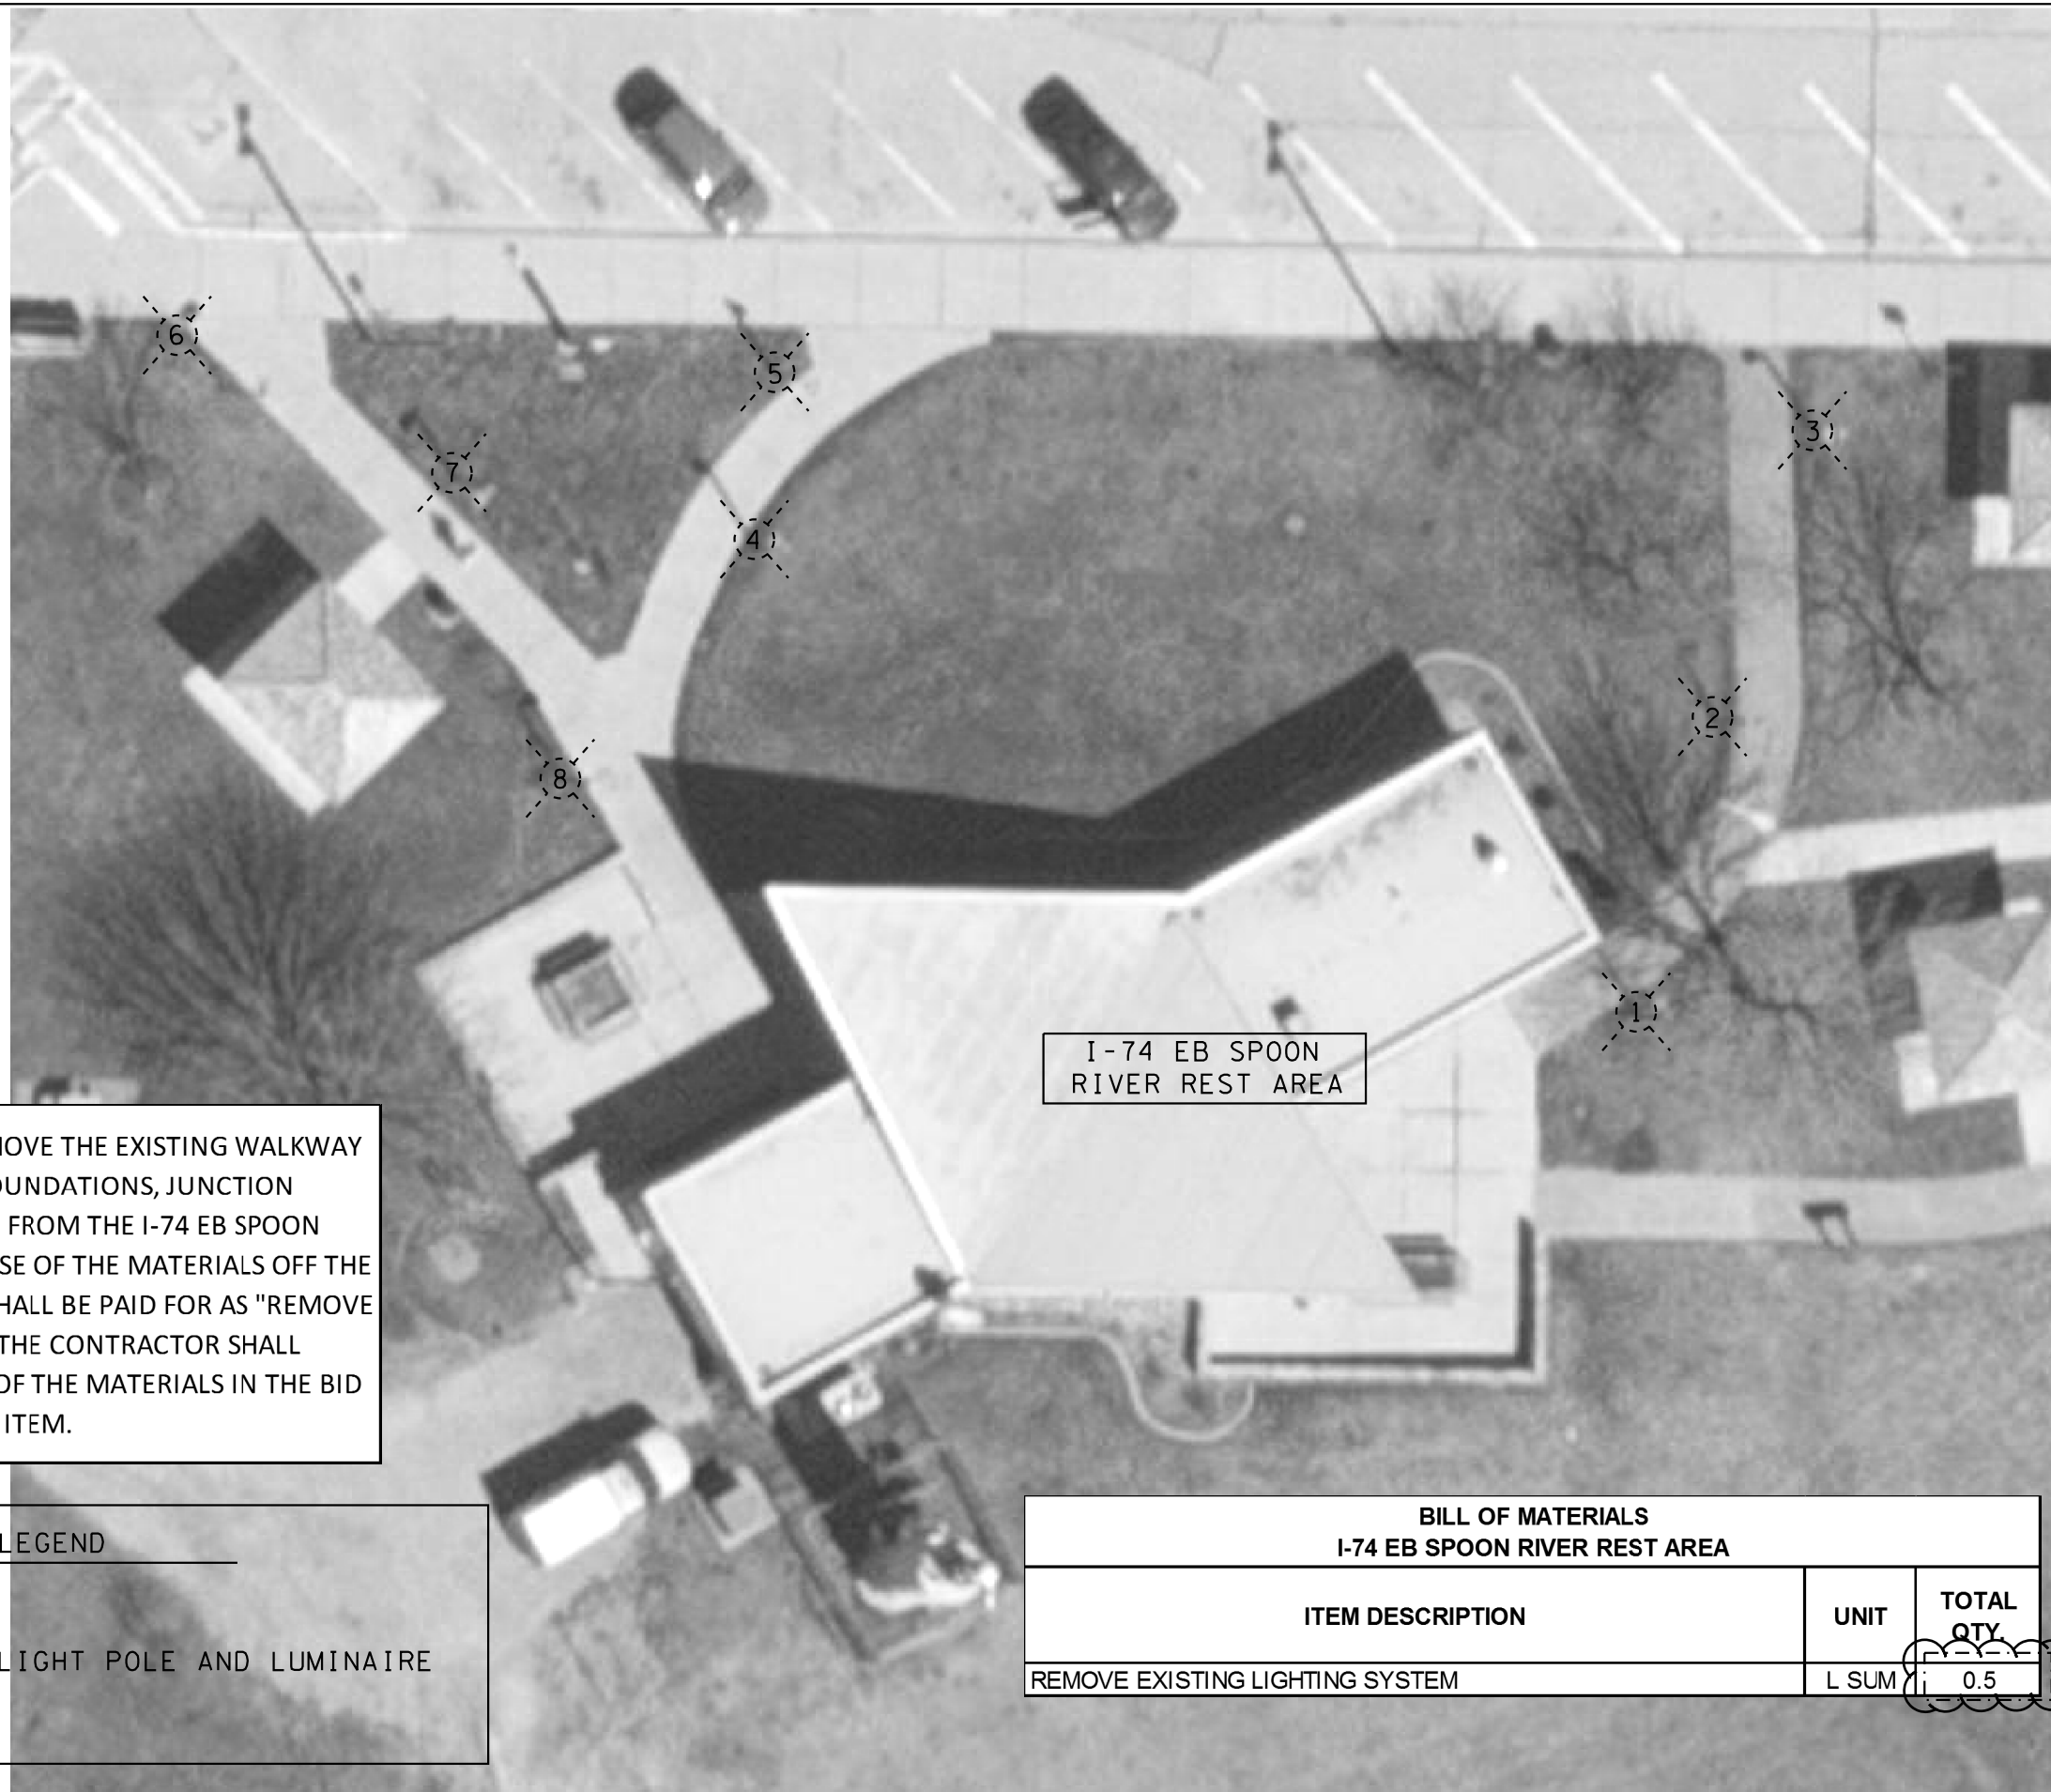 6
5
3
7
4
2
8
1
I-74 EB SPOON
RIVER REST AREA
MOVE THE EXISTING WALKWAY
OUNDATIONS, JUNCTION
FROM THE I-74 EB SPOON
SE OF THE MATERIALS OFF THE
HALL BE PAID FOR AS "REMOVE
THE CONTRACTOR SHALL
OF THE MATERIALS IN THE BID
ITEM.
LEGEND
LIGHT POLE AND LUMINAIRE
BILL OF MATERIALS
I-74 EB SPOON RIVER REST AREA
ITEM DESCRIPTION
UNIT
TOTAL
QTY.
REMOVE EXISTING LIGHTING SYSTEM
L SUM
0.5